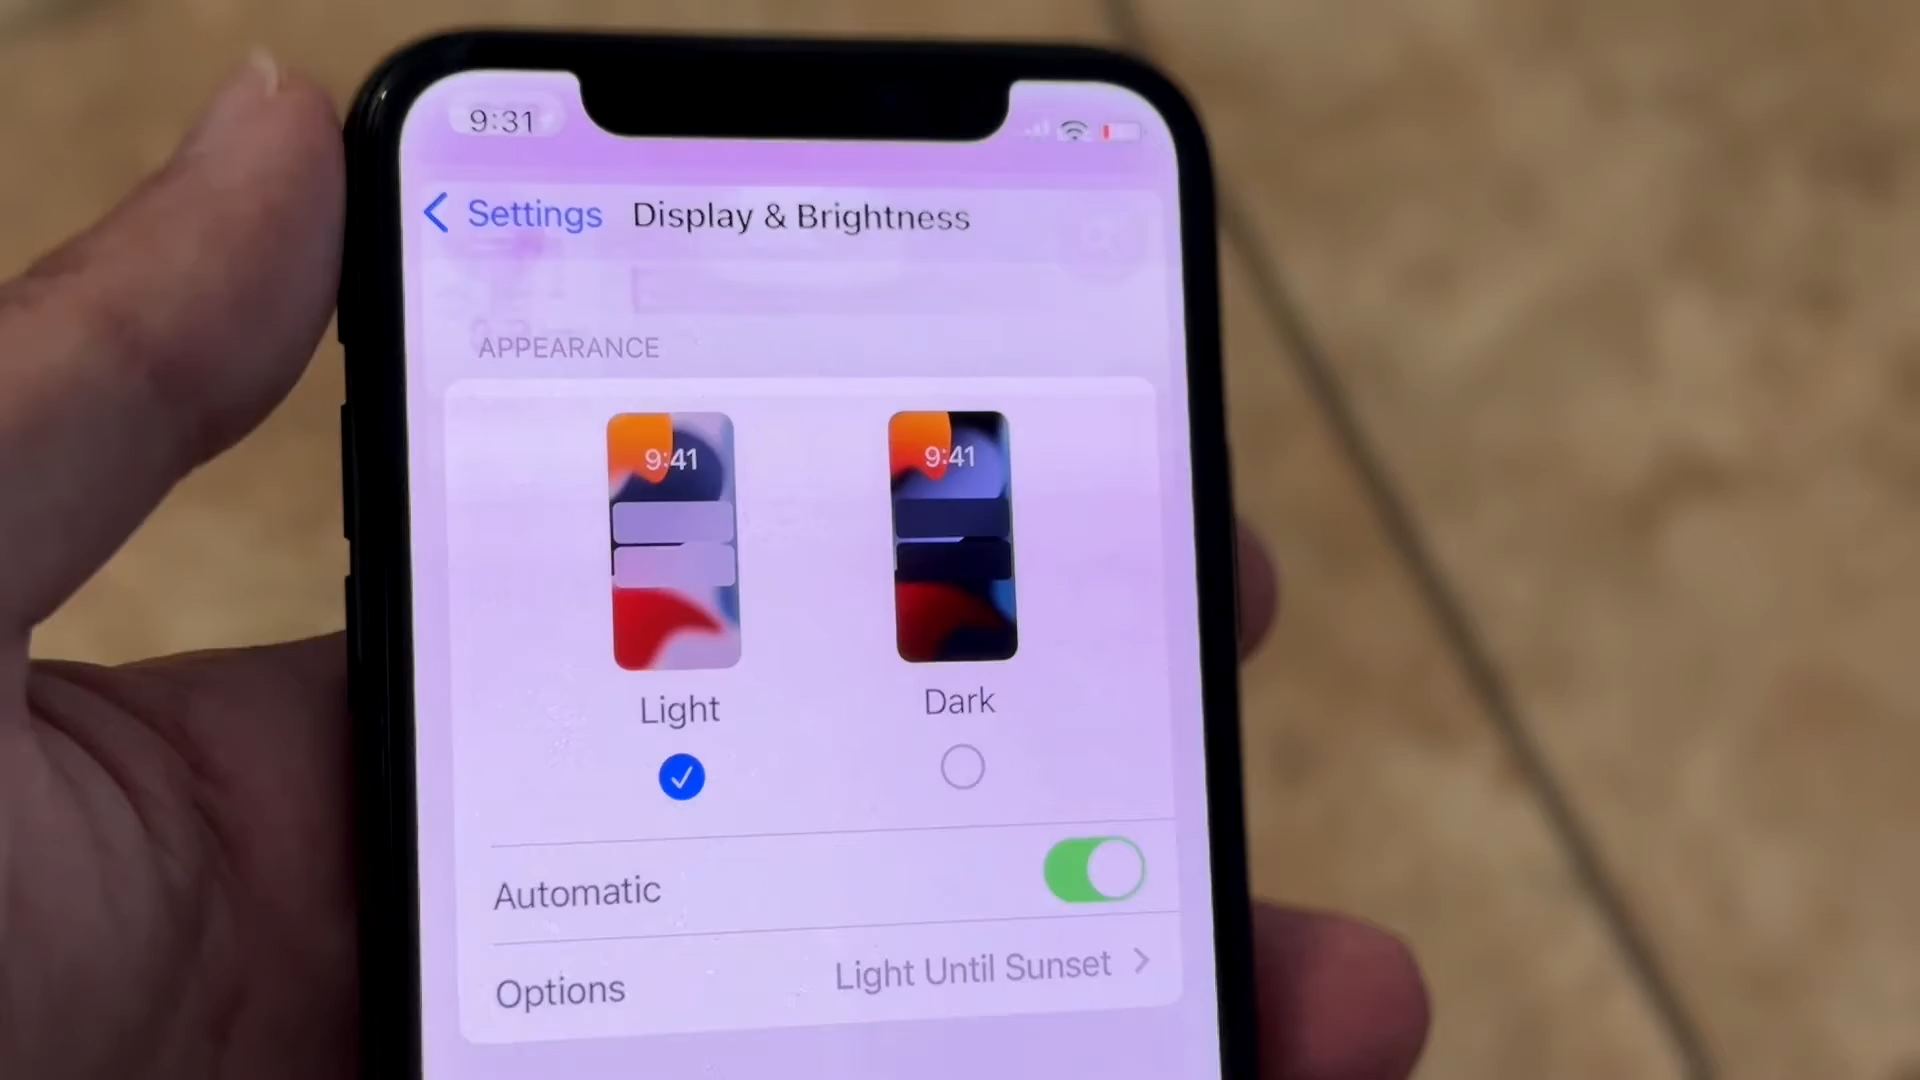 9:31
Settings Display & Brightness
APPEARANCE
9:41 9:41
Light Dark
Automatic
Options Light Until Sunset